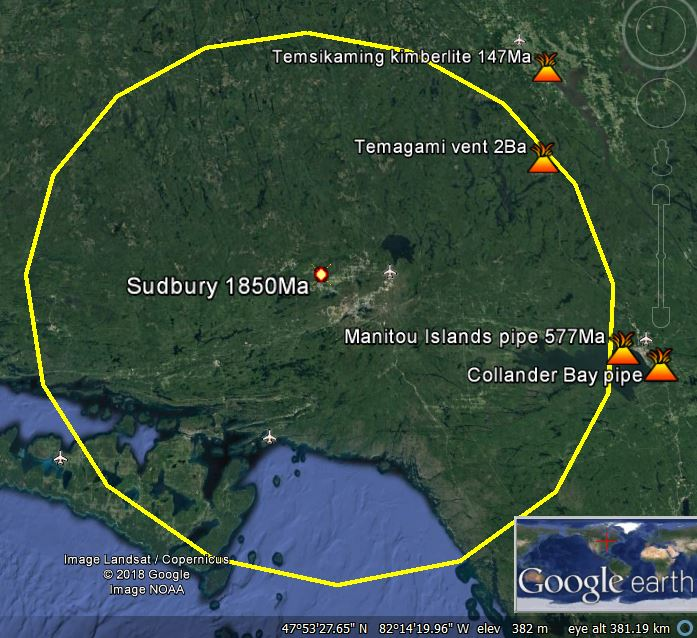 Temsikaming kimberlite 147Ma
Temagami vent 2Ba
Sudbury 1850Ma
Manitou Islands pipe 577Ma
Collander Bay pipe
Image Landsat / Copernicus
© 2018 Google
Image NOAA
Google earth
47°53'27.65" N 82°14'19.96" W elev 382 m eye alt 381.19 km